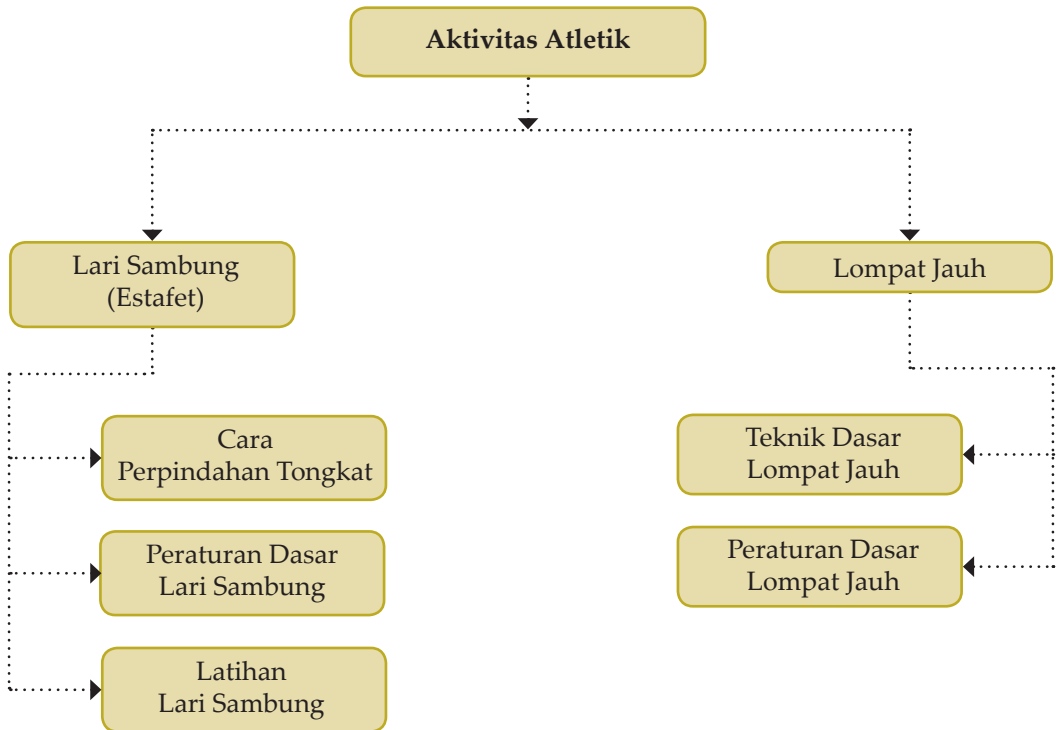 Aktivitas Atletik
Lari Sambung
(Estafet)
Lompat Jauh
Cara
Perpindahan Tongkat
Peraturan Dasar
Lari Sambung
Latihan
Lari Sambung
Teknik Dasar
Lompat Jauh
Peraturan Dasar
Lompat Jauh